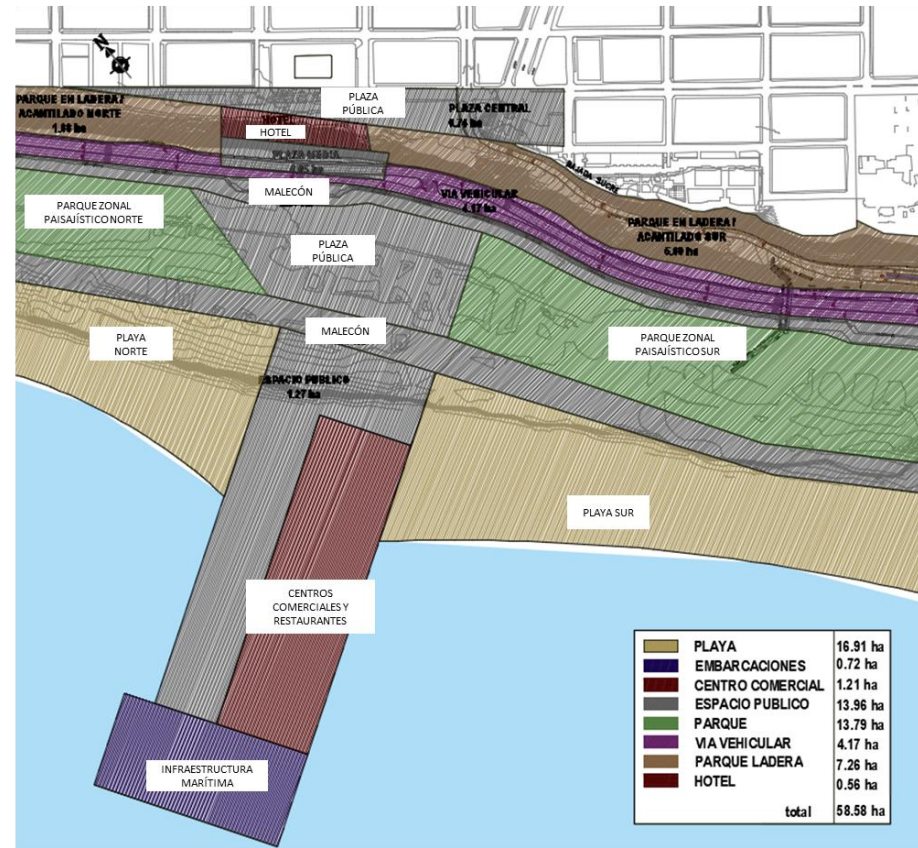 N
PARQUE EN LADERA /
ACANTILADO NORTE
PLAZA
PÚBLICA
PLAZA CENTRAL
HOTEL
PLAZA MEDIA
MALECÓN
BAJADA SUCRE
VIA VEHICULAR
4.17 ha
PARQUE ZONAL
PAISAJÍSTICO NORTE
PARQUE EN LADERA /
ACANTILADO SUR
PLAZA
PÚBLICA
MALECÓN
PLAYA
NORTE
PARQUE ZONAL
PAISAJÍSTICO SUR
ESPACIO PUBLICO
1.27 ha
PLAYA SUR
CENTROS
COMERCIALES Y
RESTAURANTES
INFRAESTRUCTURA
MARÍTIMA
PLAYA 16.91 ha
EMBARCACIONES 0.72 ha
CENTRO COMERCIAL 1.21 ha
ESPACIO PUBLICO 13.96 ha
PARQUE 13.79 ha
VIA VEHICULAR 4.17 ha
PARQUE LADERA 7.26 ha
HOTEL 0.56 ha
total 58.58 ha